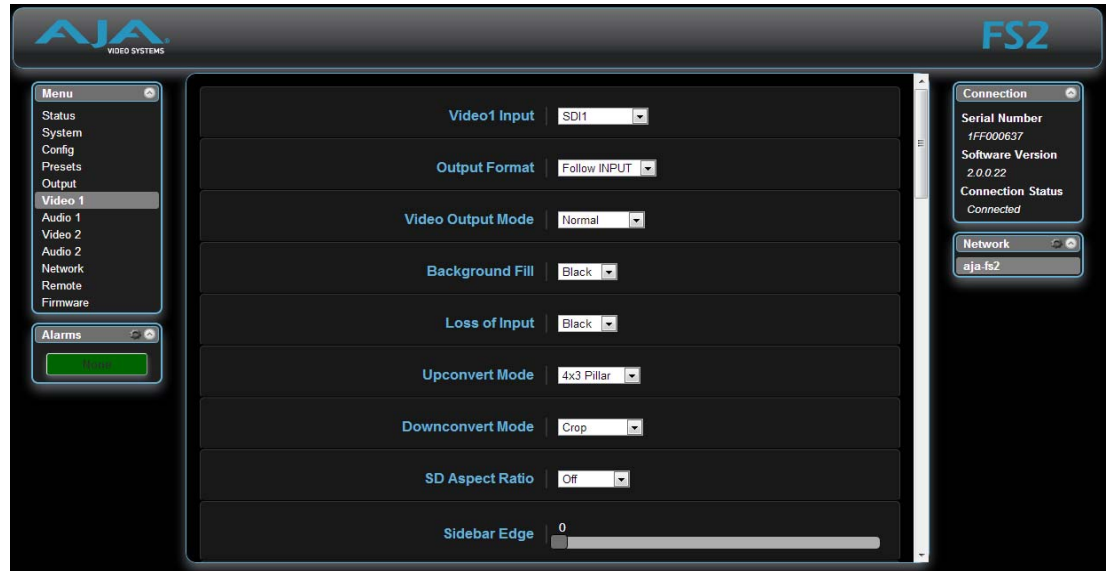 AJA
VIDEO SYSTEMS
FS2
Menu
Status
System
Config
Presets
Output
Video 1
Audio 1
Video 2
Audio 2
Network
Remote
Firmware
Alarms
None
Video1 Input SDI1
Output Format Follow INPUT
Video Output Mode Normal
Background Fill Black
Loss of Input Black
Upconvert Mode 4x3 Pillar
Downconvert Mode Crop
SD Aspect Ratio Off
Sidebar Edge 0
Connection
Serial Number
1FF000637
Software Version
2.0.0.22
Connection Status
Connected
Network
aja-fs2